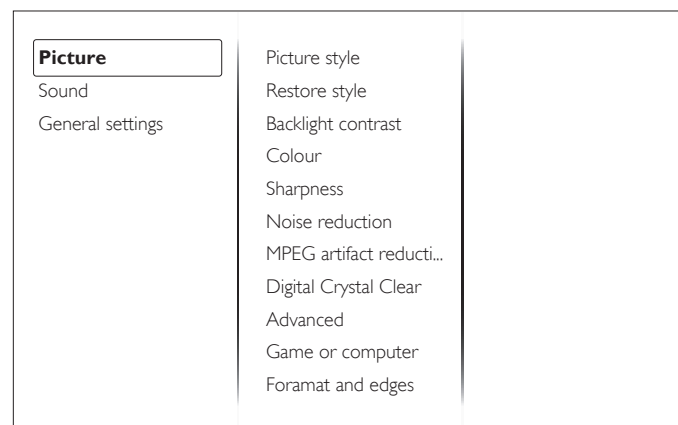 Picture
Sound
General settings
Picture style
Restore style
Backlight contrast
Colour
Sharpness
Noise reduction
MPEG artifact reducti...
Digital Crystal Clear
Advanced
Game or computer
Foramat and edges